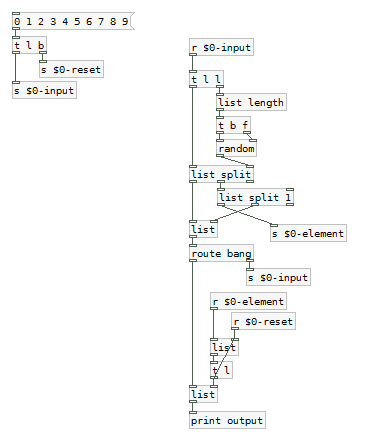 0 1 2 3 4 5 6 7 8 9
t l b
s $0-reset
s $0-input
r $0-input
t l l
list length
t b f
random
list split
list split 1
list
s $0-element
route bang
s $0-input
r $0-element
r $0-reset
list
t l
list
print output